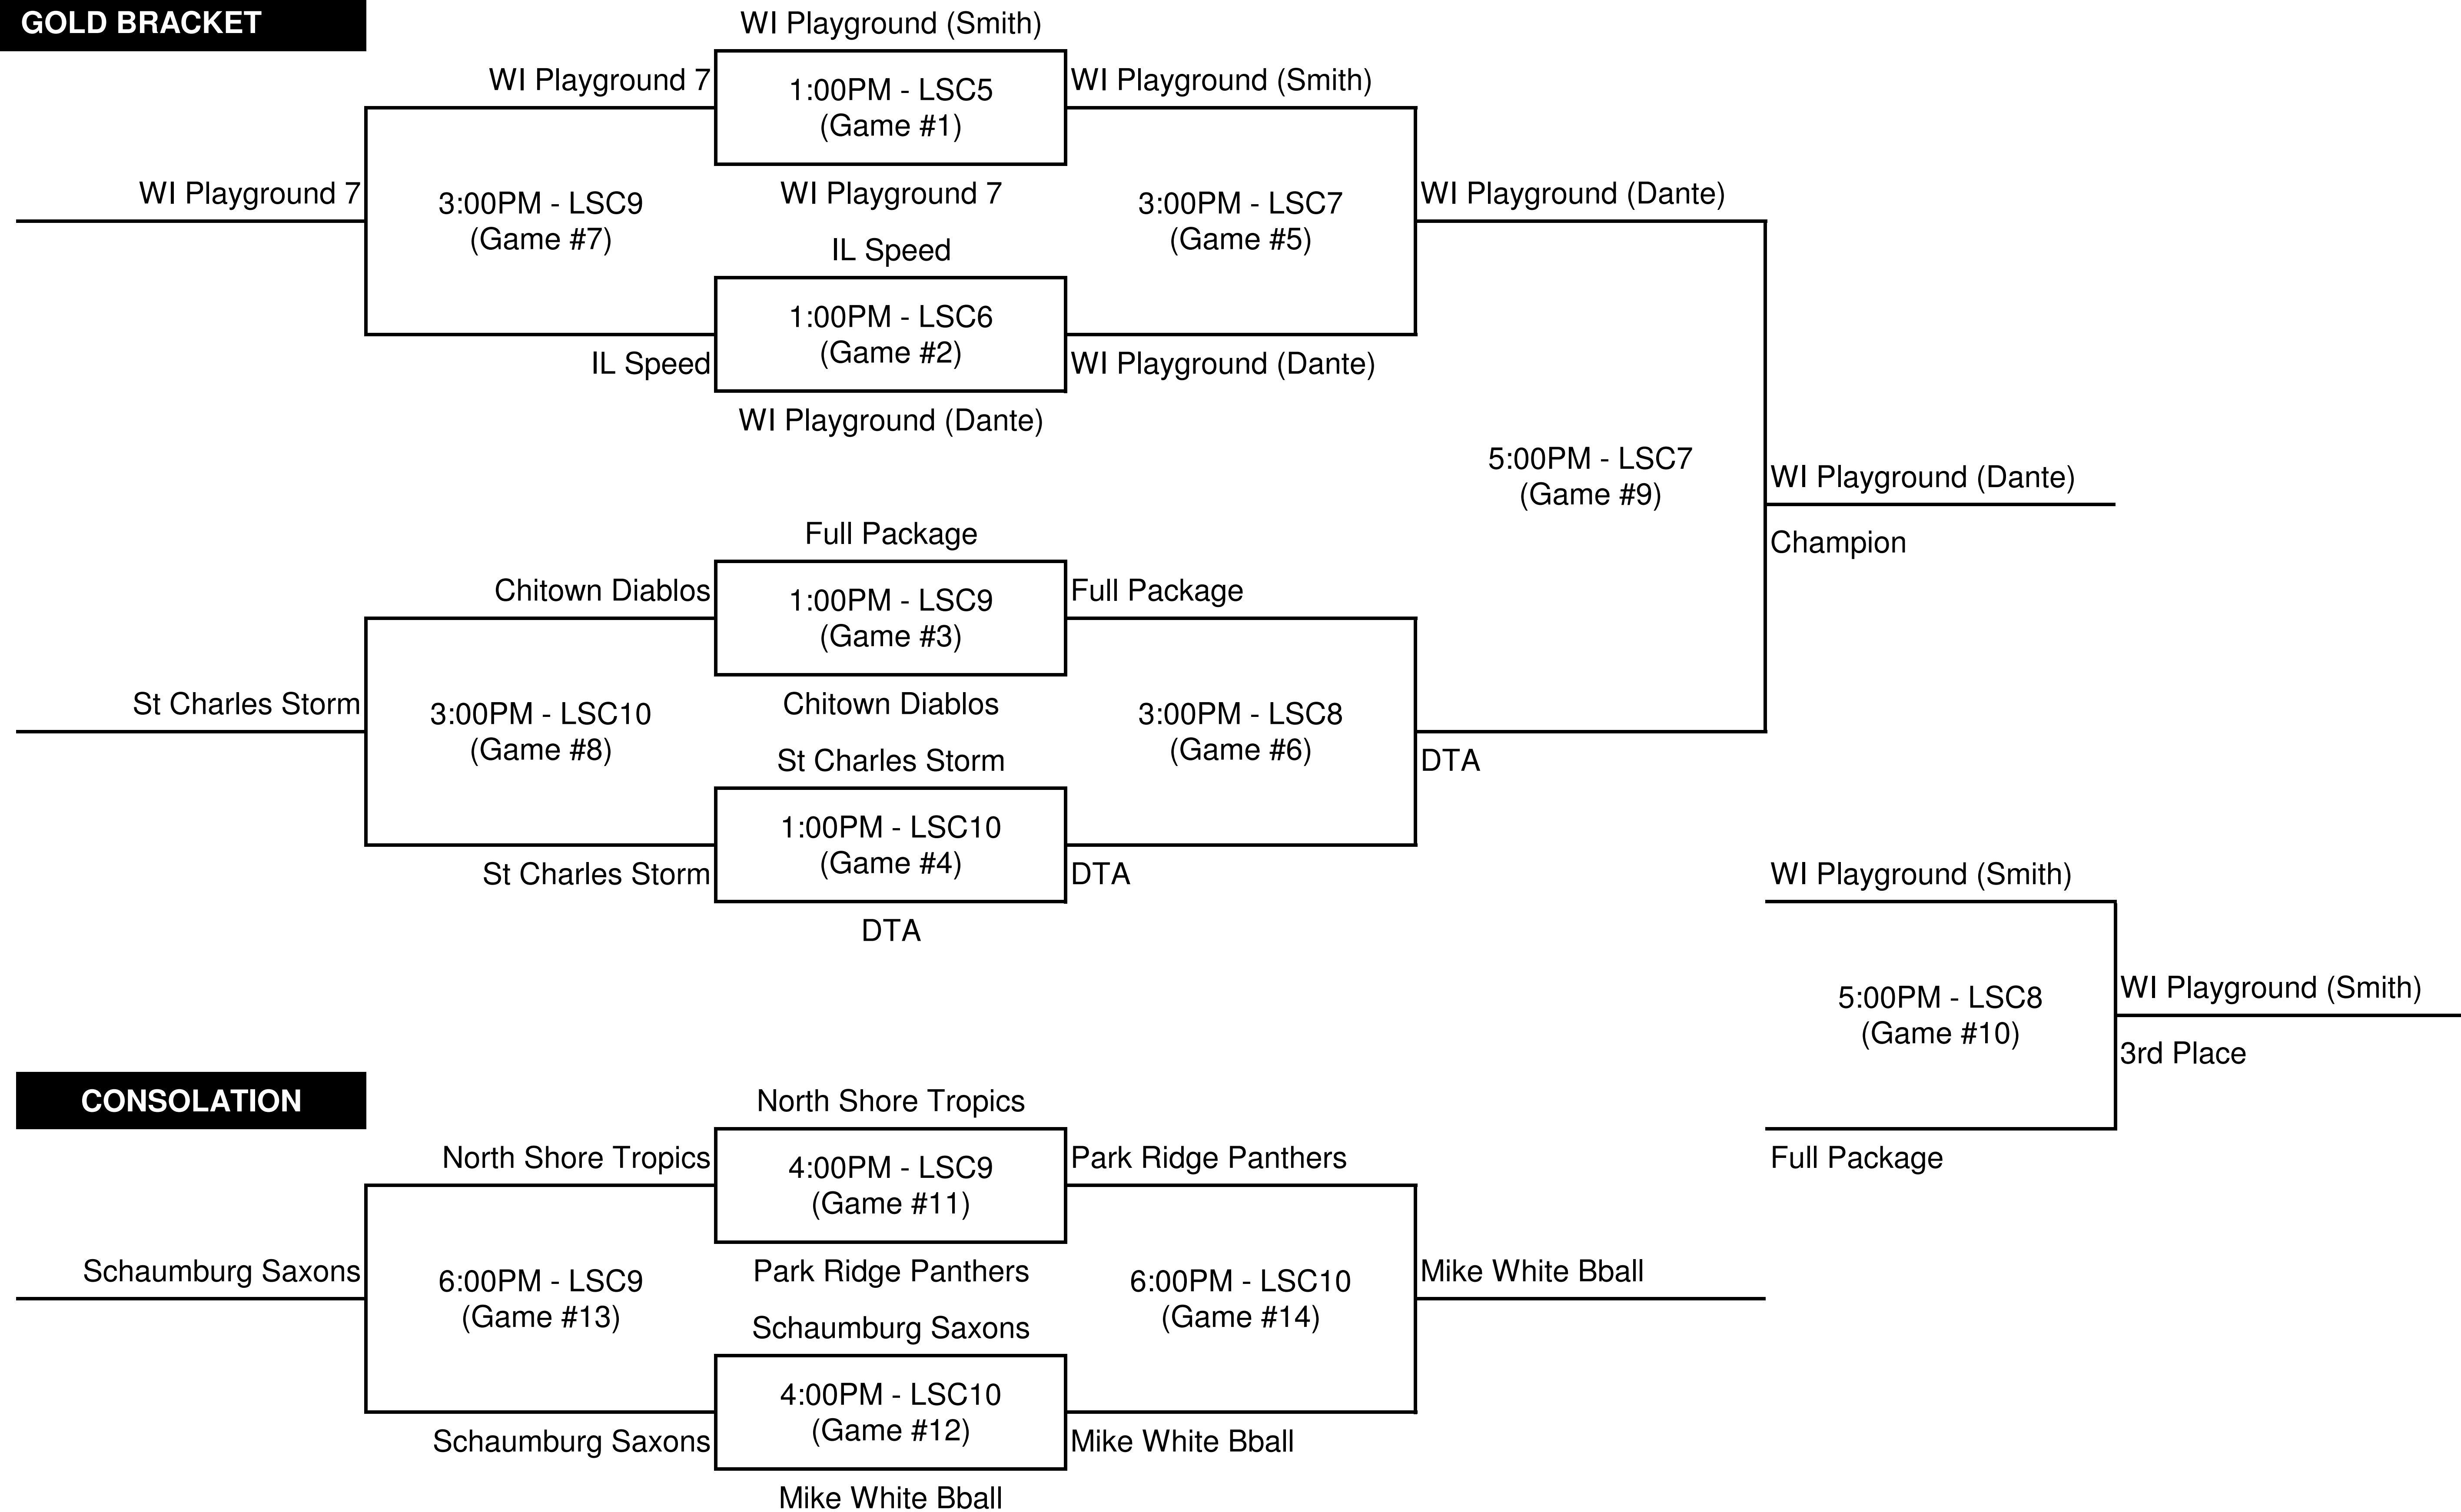 GOLD BRACKET
WI Playground (Smith)
WI Playground 7
1:00PM - LSC5
(Game #1)
WI Playground (Smith)
WI Playground 7
3:00PM - LSC9
(Game #7)
WI Playground 7
3:00PM - LSC7
(Game #5)
WI Playground (Dante)
IL Speed
1:00PM - LSC6
(Game #2)
IL Speed
WI Playground (Dante)
WI Playground (Dante)
5:00PM - LSC7
(Game #9)
WI Playground (Dante)
Champion
Full Package
Chitown Diablos
1:00PM - LSC9
(Game #3)
Full Package
St Charles Storm
3:00PM - LSC10
(Game #8)
Chitown Diablos
3:00PM - LSC8
(Game #6)
St Charles Storm
DTA
1:00PM - LSC10
(Game #4)
St Charles Storm
DTA
DTA
WI Playground (Smith)
5:00PM - LSC8
(Game #10)
WI Playground (Smith)
3rd Place
Full Package
CONSOLATION
North Shore Tropics
North Shore Tropics
4:00PM - LSC9
(Game #11)
Park Ridge Panthers
Schaumburg Saxons
6:00PM - LSC9
(Game #13)
Park Ridge Panthers
6:00PM - LSC10
(Game #14)
Mike White Bball
Schaumburg Saxons
4:00PM - LSC10
(Game #12)
Schaumburg Saxons
Mike White Bball
Mike White Bball